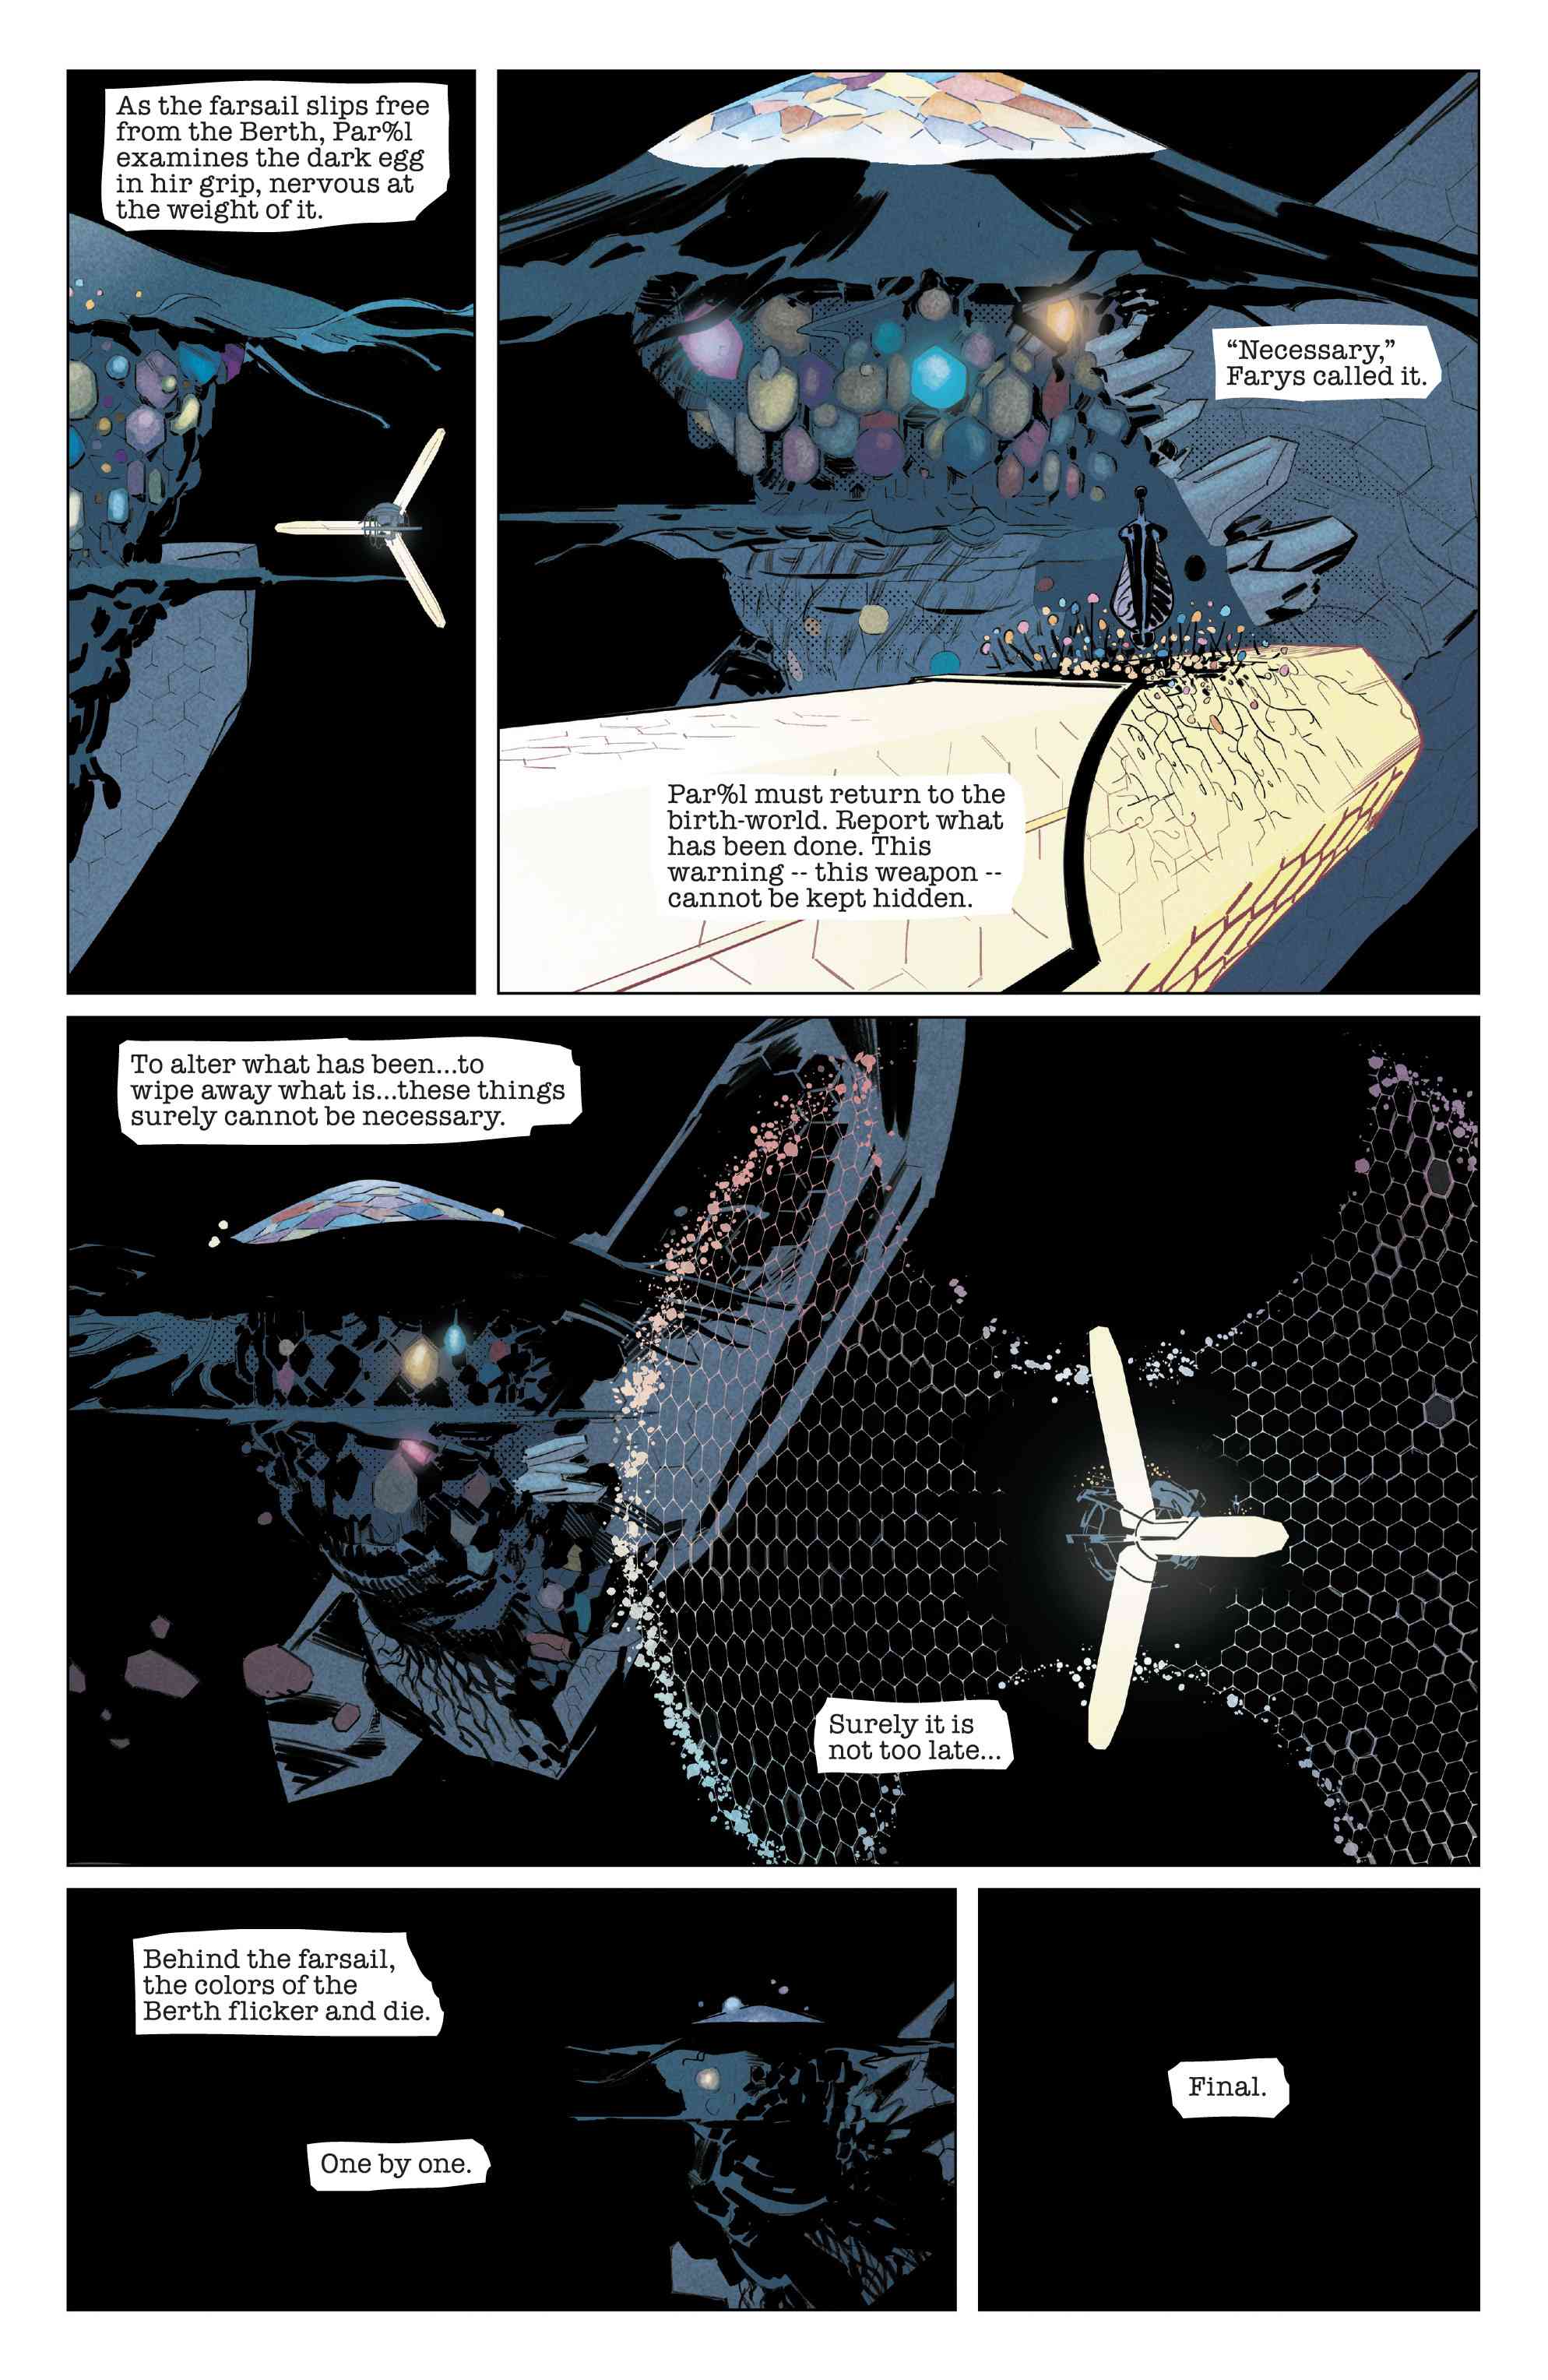 As the farsail slips free
from the Berth, Par%l
examines the dark egg
in hir grip, nervous at
the weight of it.
“Necessary,”
Farys called it.
Par%l must return to the
birth-world. Report what
has been done. This
warning -- this weapon --
cannot be kept hidden.
To alter what has been...to
wipe away what is...these things
surely cannot be necessary.
Surely it is
not too late...
Behind the farsail,
the colors of the
Berth flicker and die.
One by one.
Final.